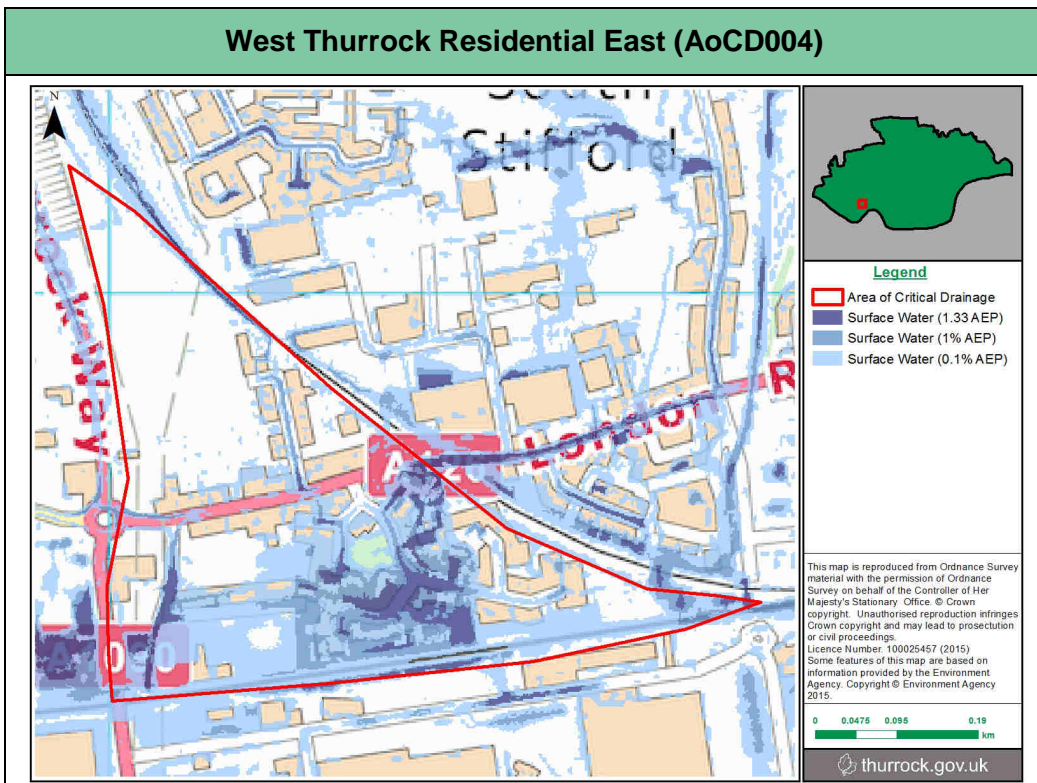 West Thurrock Residential East (AoCD004)
N
South
Stifford
ck Way
London R
Legend
Area of Critical Drainage
Surface Water (1.33 AEP)
Surface Water (1% AEP)
Surface Water (0.1% AEP)
This map is reproduced from Ordnance Survey
material with the permission of Ordnance
Survey on behalf of the Controller of Her
Majesty's Stationary Office. © Crown
copyright. Unauthorised reproduction infringes
Crown copyright and may lead to prosecution
or civil proceedings.
Licence Number. 100025457 (2015)
Some features of this map are based on
information provided by the Environment
Agency. Copyright © Environment Agency
2015.
0 0.0475 0.095 0.19
km
thurrock.gov.uk